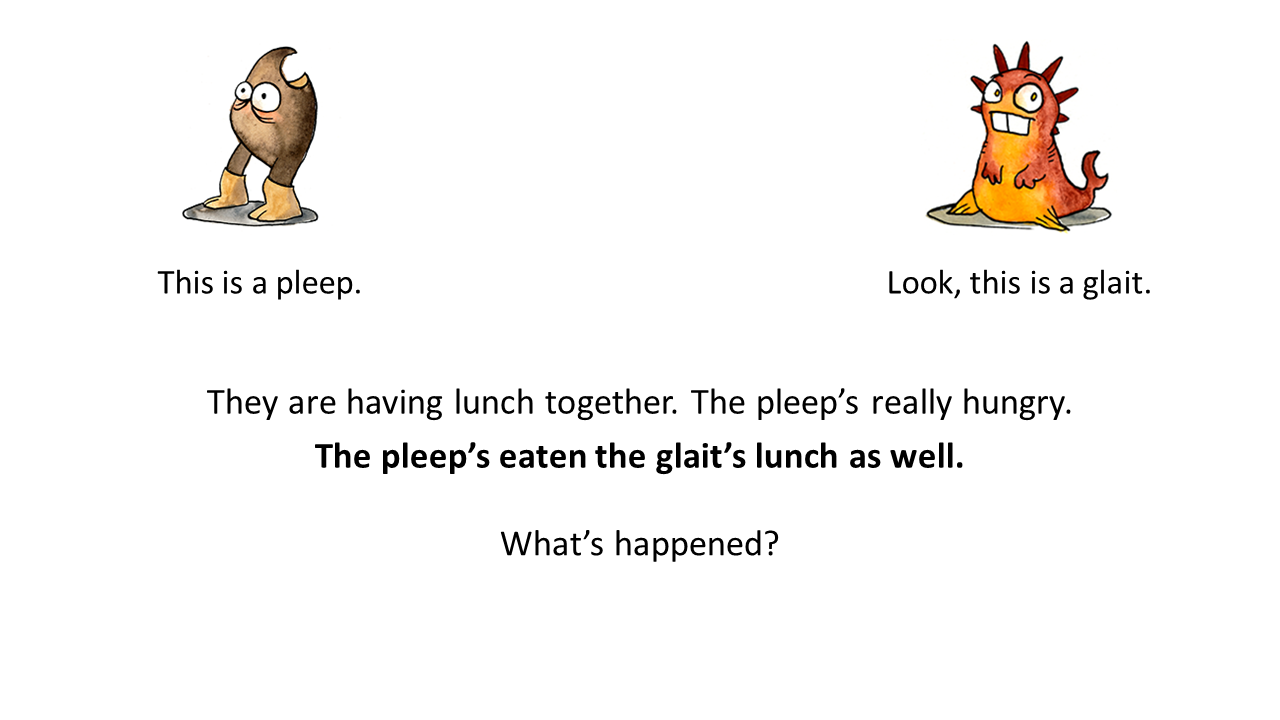 This is a pleep.
Look, this is a glait.
They are having lunch together. The pleep’s really hungry.
The pleep’s eaten the glait’s lunch as well.
What’s happened?